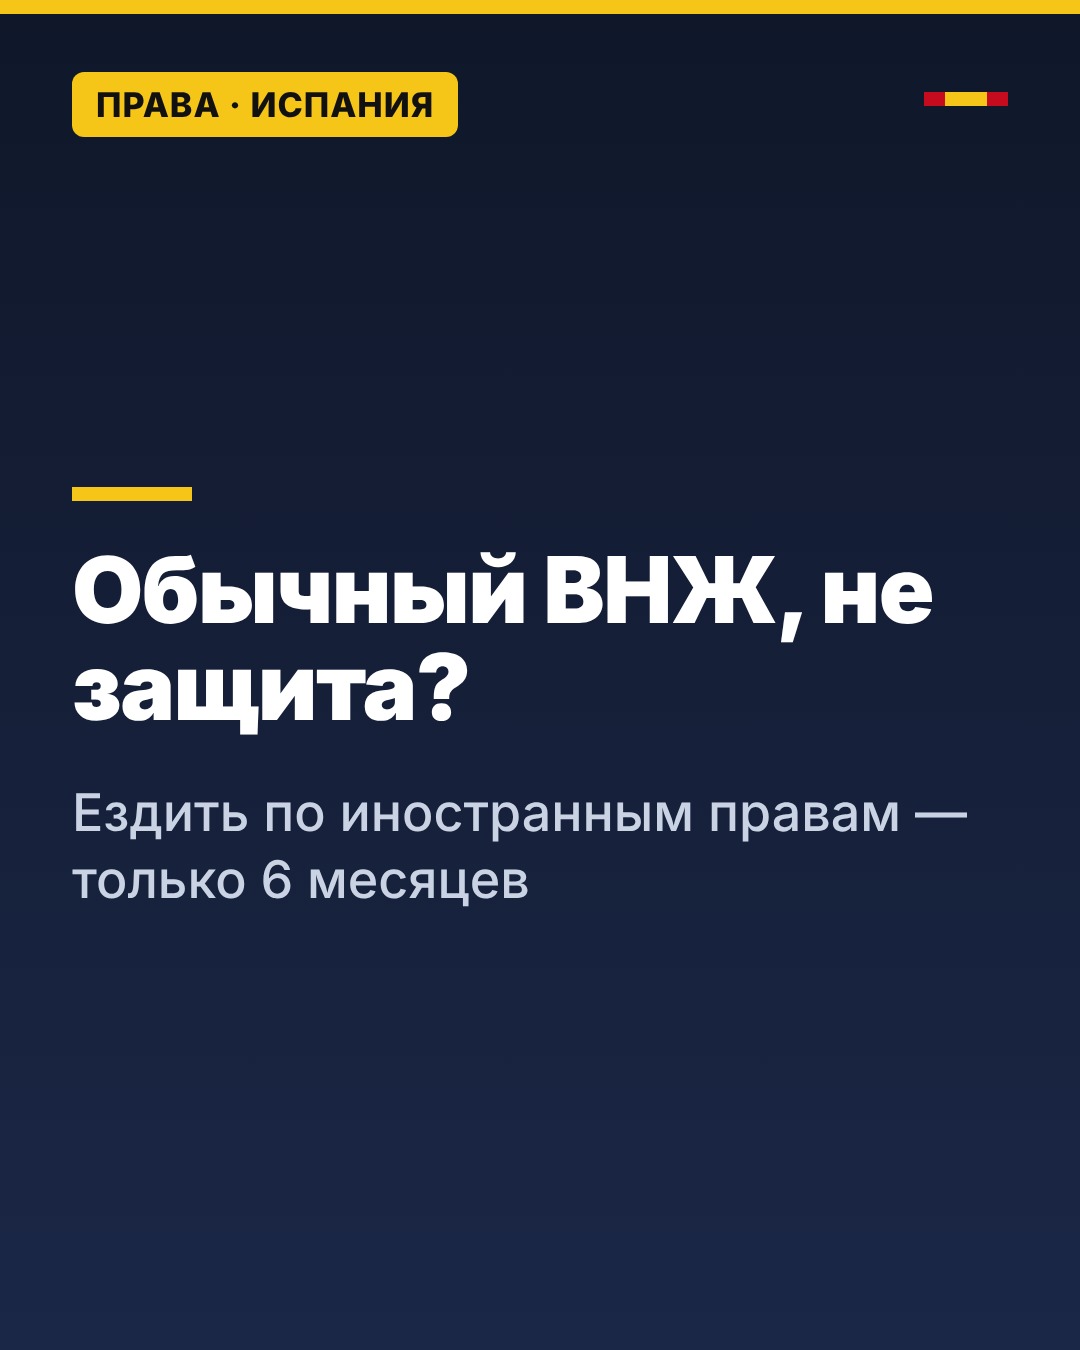 ПРАВА · ИСПАНИЯ
Обычный ВНЖ, не
защита?
Ездить по иностранным правам —
только 6 месяцев